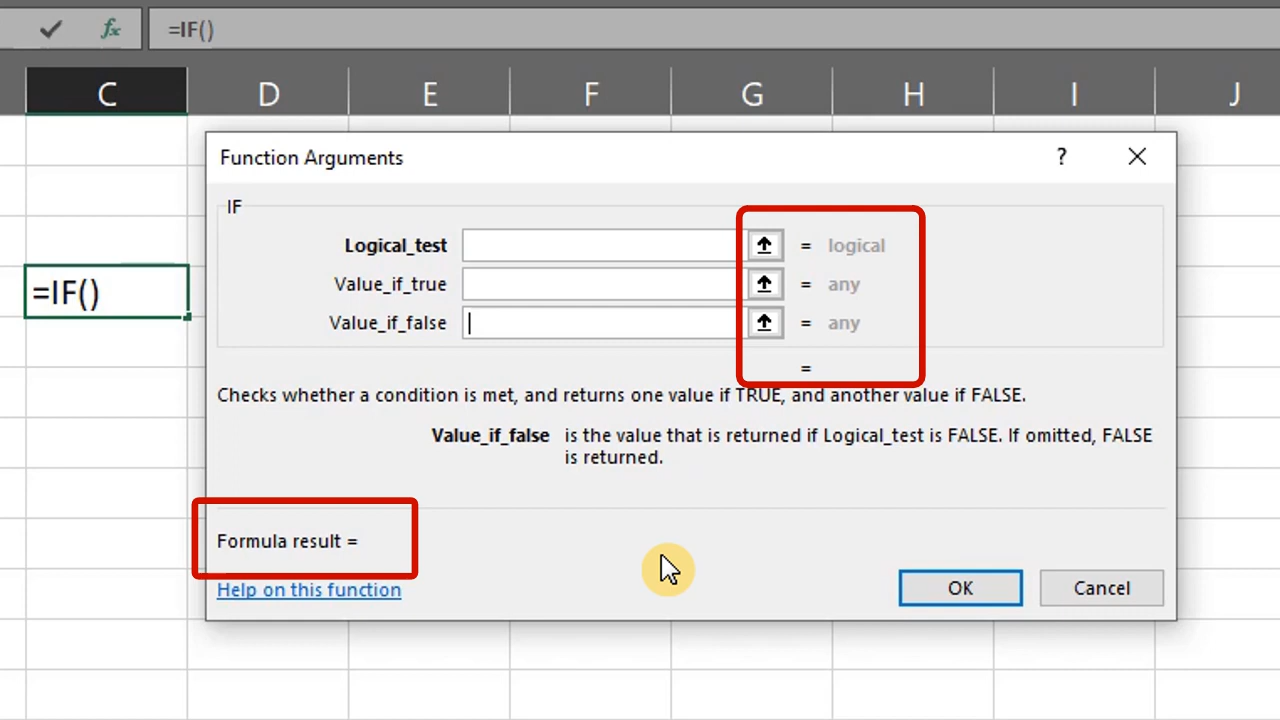 fx =IF()
C D E F G H I J
Function Arguments ?
IF
Logical_test = logical
Value_if_true = any
=IF()
Value_if_false = any
=
Checks whether a condition is met, and returns one value if TRUE, and another value if FALSE.
Value_if_false is the value that is returned if Logical_test is FALSE. If omitted, FALSE
is returned.
Formula result =
Help on this function OK Cancel